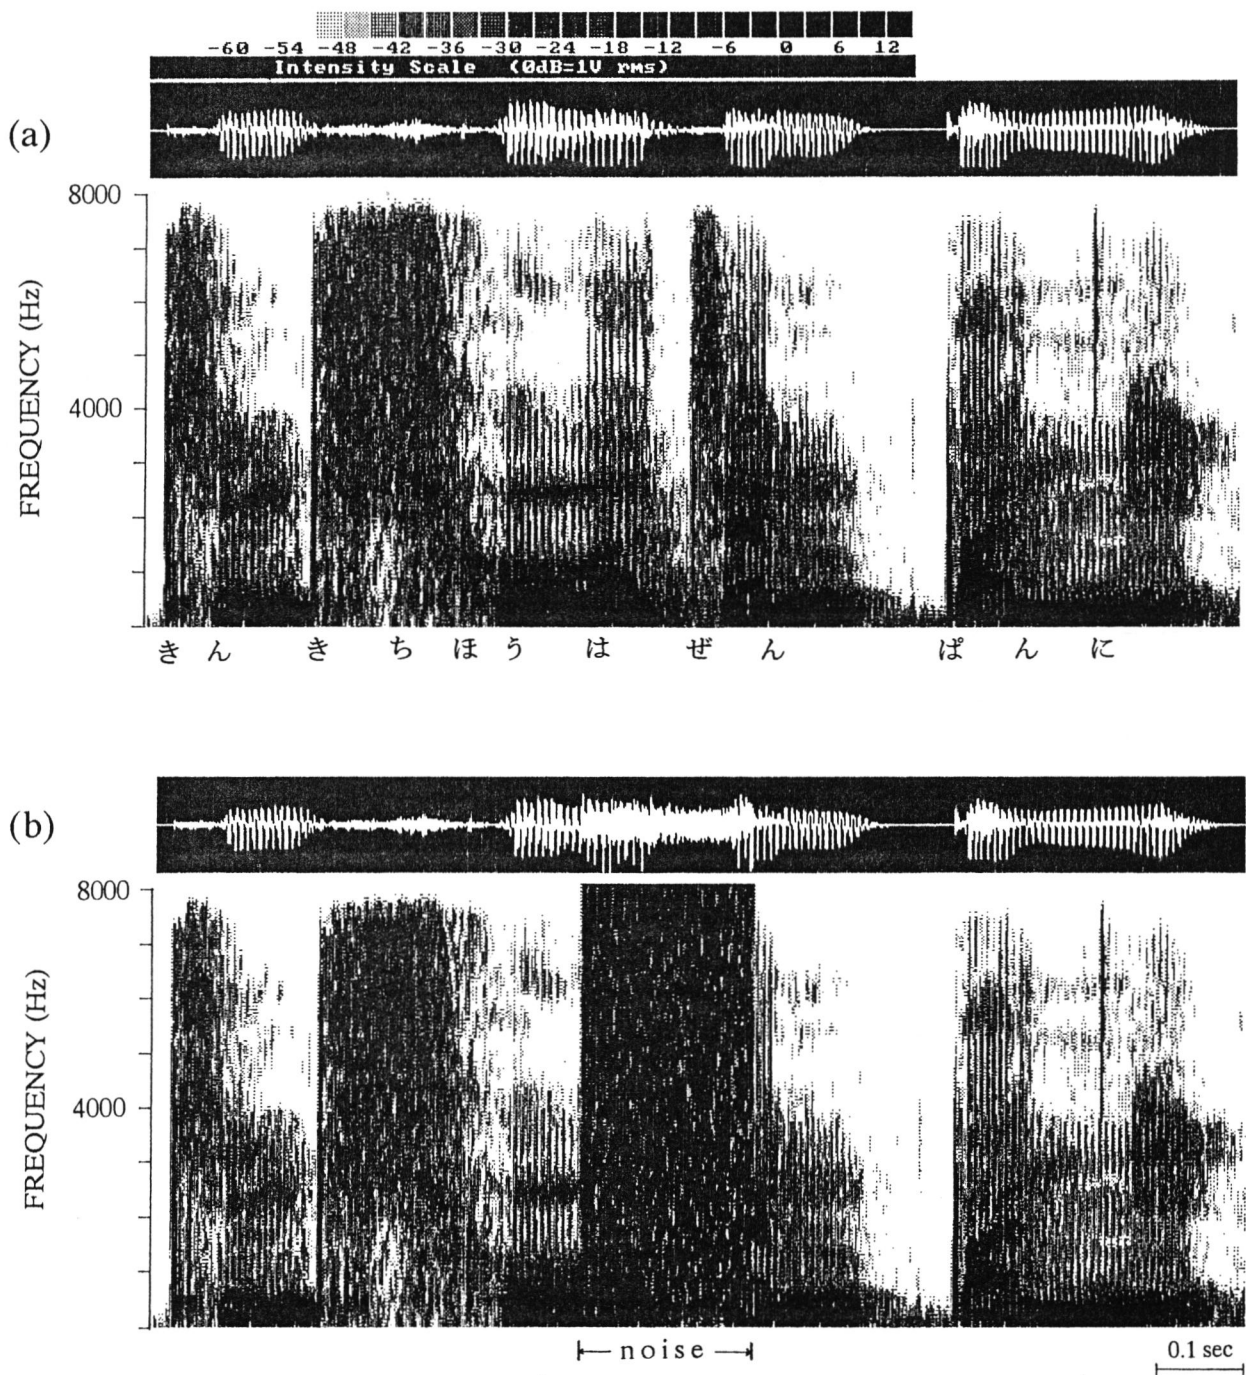 -60 -54 -48 -42 -36 -30 -24 -18 -12 -6 0 6 12
Intensity Scale (0dB=1V rms)
(a)
8000
4000
FREQUENCY (Hz)
き ん き ち ほ う は ぜ ん ぱ ん に
(b)
8000
4000
FREQUENCY (Hz)
noise
0.1 sec